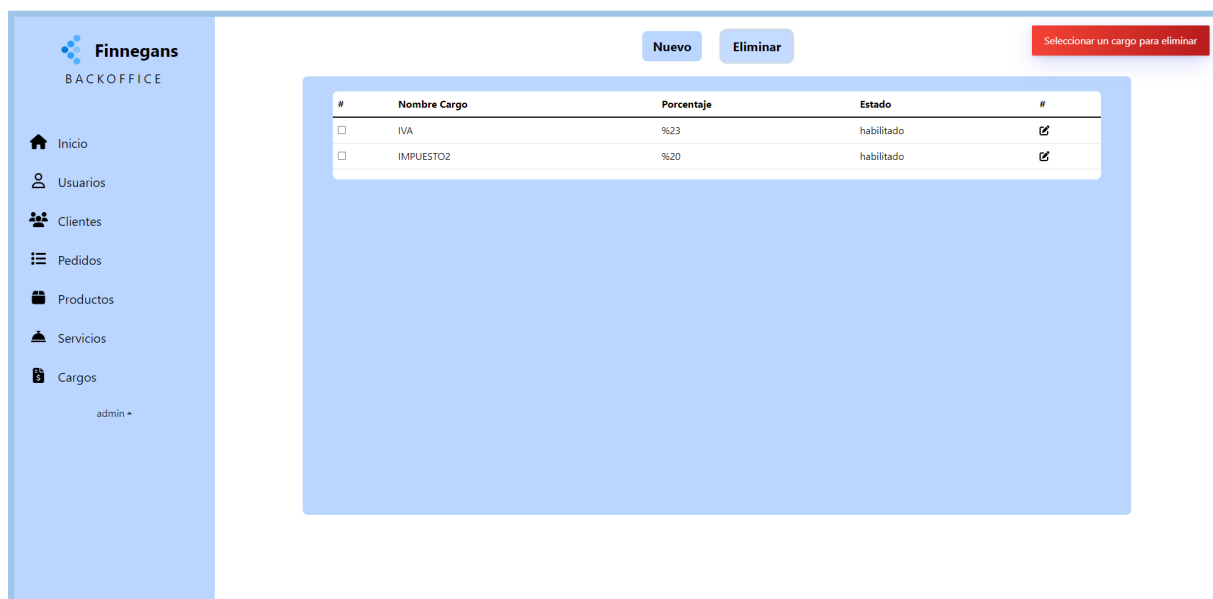 Finnegans
BACKOFFICE
Inicio
Usuarios
Clientes
Pedidos
Productos
Servicios
Cargos
admin
Nuevo Eliminar
Seleccionar un cargo para eliminar
# Nombre Cargo Porcentaje Estado #
IVA %23 habilitado
IMPUESTO2 %20 habilitado